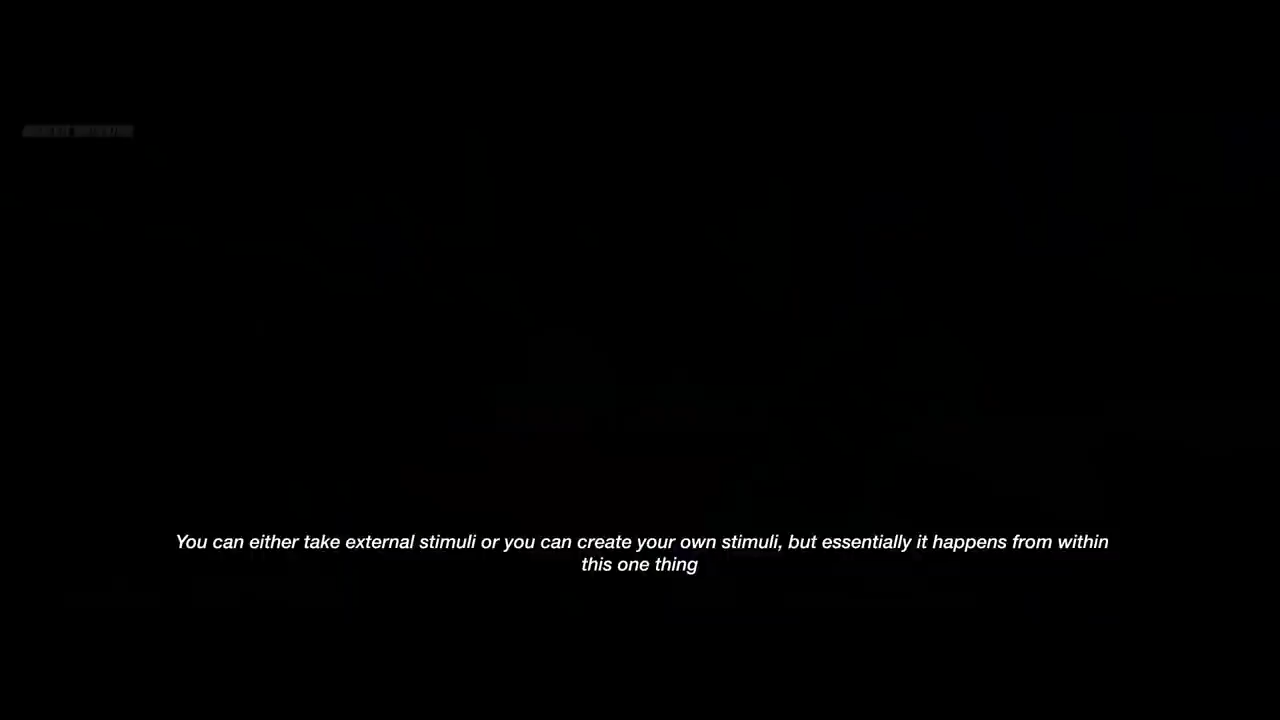 You can either take external stimuli or you can create your own stimuli, but essentially it happens from within
this one thing